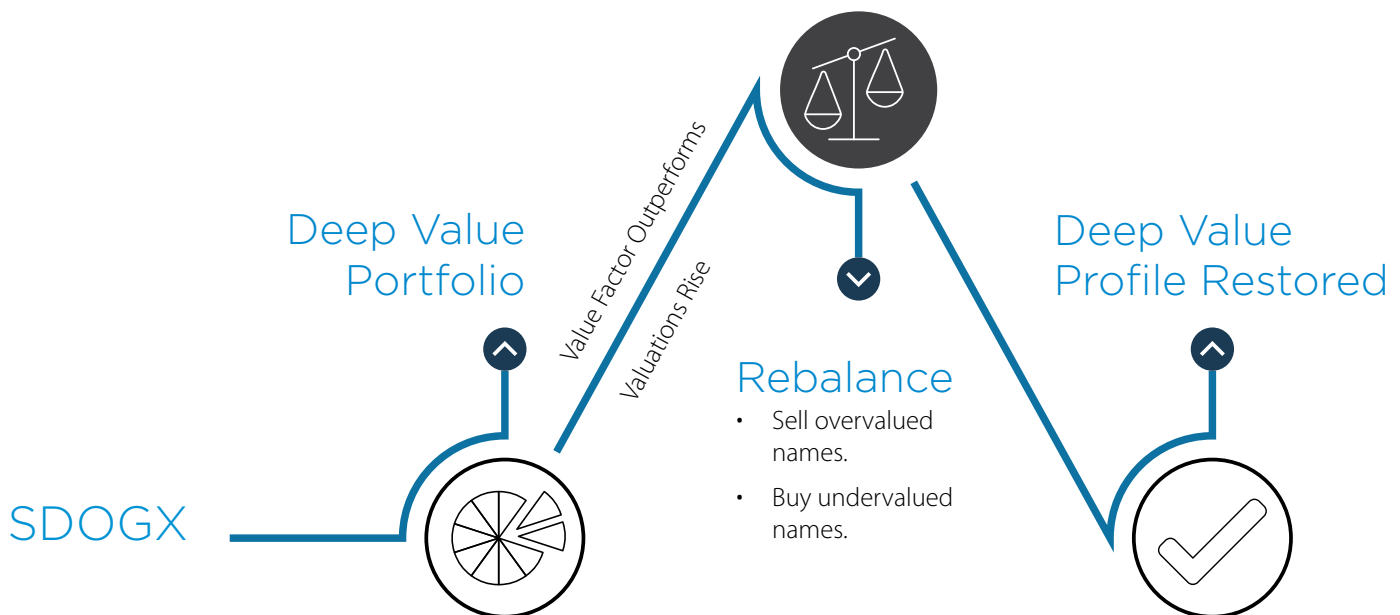 SDOGX
Deep Value
Portfolio
Value Factor Outperforms
Valuations Rise
Rebalance
• Sell overvalued
names.
• Buy undervalued
names.
Deep Value
Profile Restored